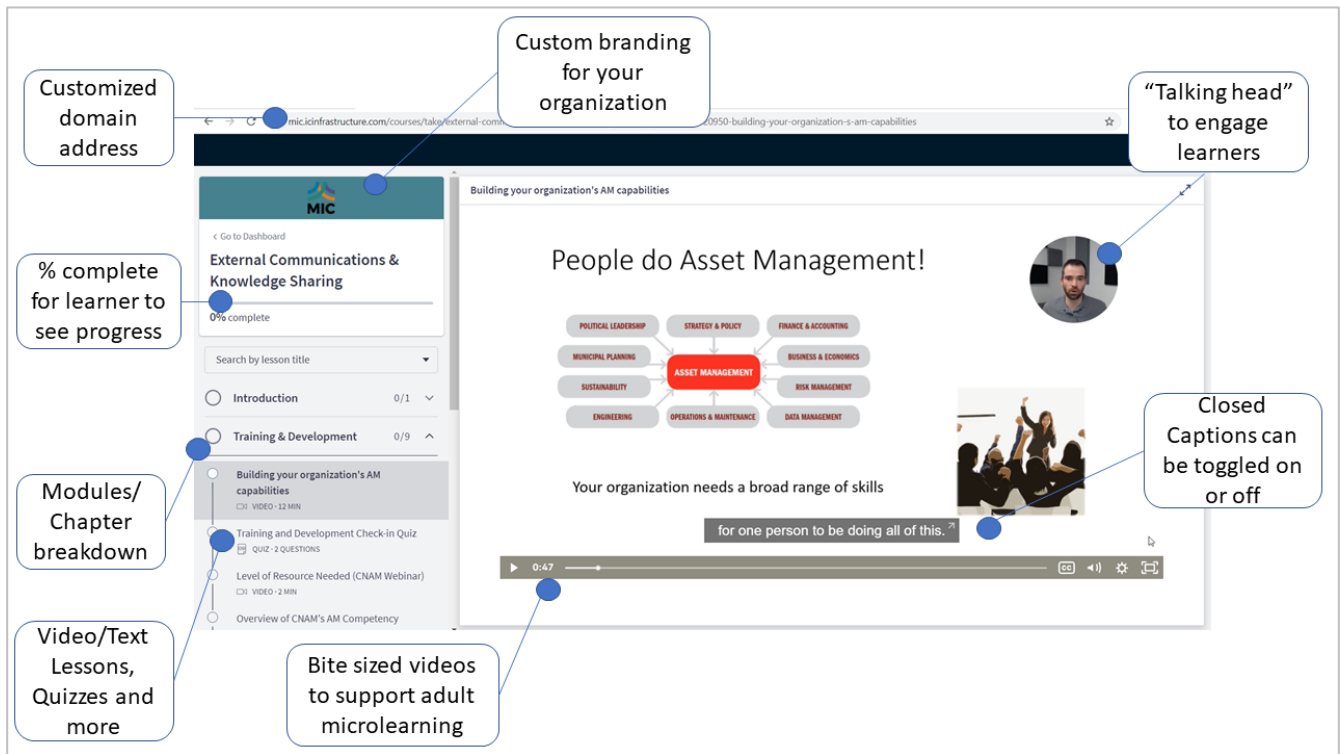 Custom branding
for your
organization
Customized
domain
address
“Talking head”
to engage
learners
mic.icinfrastructure.com/courses/take/external-comm
20950-building-your-organization-s-am-capabilities
MIC
Building your organization's AM capabilities
< Go to Dashboard
External Communications &
Knowledge Sharing
0% complete
% complete
for learner to
see progress
Search by lesson title
Introduction 0/1
Training & Development 0/9
Building your organization's AM
capabilities
VIDEO · 12 MIN
Training and Development Check-in Quiz
QUIZ · 2 QUESTIONS
Level of Resource Needed (CNAM Webinar)
VIDEO · 2 MIN
Overview of CNAM's AM Competency
Modules/
Chapter
breakdown
Video/Text
Lessons,
Quizzes and
more
People do Asset Management!
POLITICAL LEADERSHIP STRATEGY & POLICY FINANCE & ACCOUNTING
MUNICIPAL PLANNING BUSINESS & ECONOMICS
ASSET MANAGEMENT
SUSTAINABILITY RISK MANAGEMENT
ENGINEERING OPERATIONS & MAINTENANCE DATA MANAGEMENT
Your organization needs a broad range of skills
for one person to be doing all of this.
0:47
CC
Closed
Captions can
be toggled on
or off
Bite sized videos
to support adult
microlearning